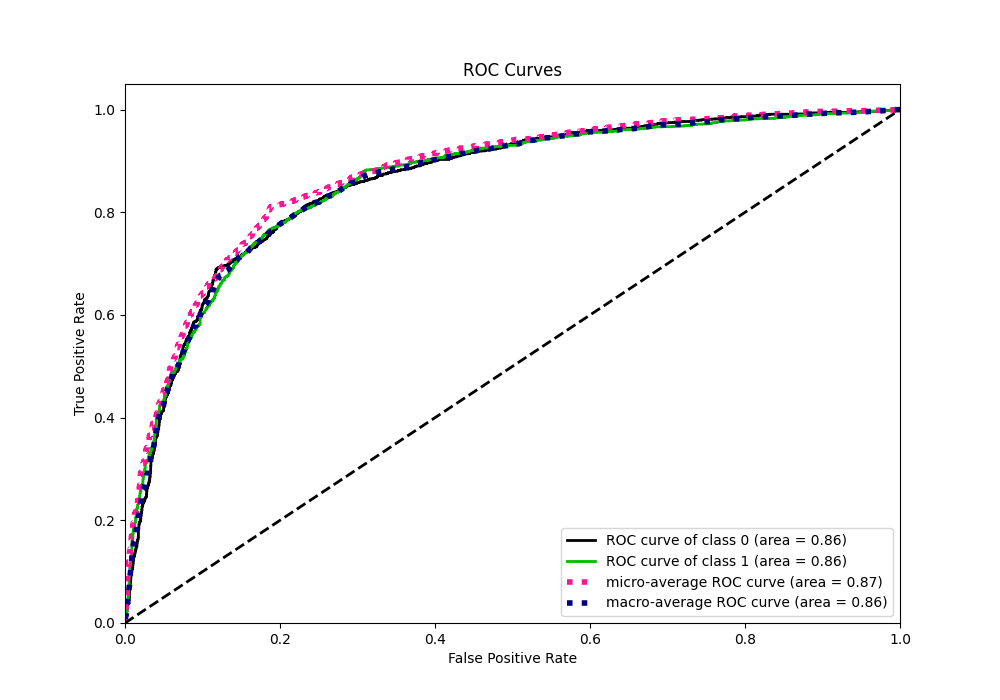 ROC Curves
True Positive Rate
1.0
0.8
0.6
0.4
0.2
0.0
0.0 0.2 0.4 0.6 0.8 1.0
False Positive Rate
ROC curve of class 0 (area = 0.86)
ROC curve of class 1 (area = 0.86)
micro-average ROC curve (area = 0.87)
macro-average ROC curve (area = 0.86)